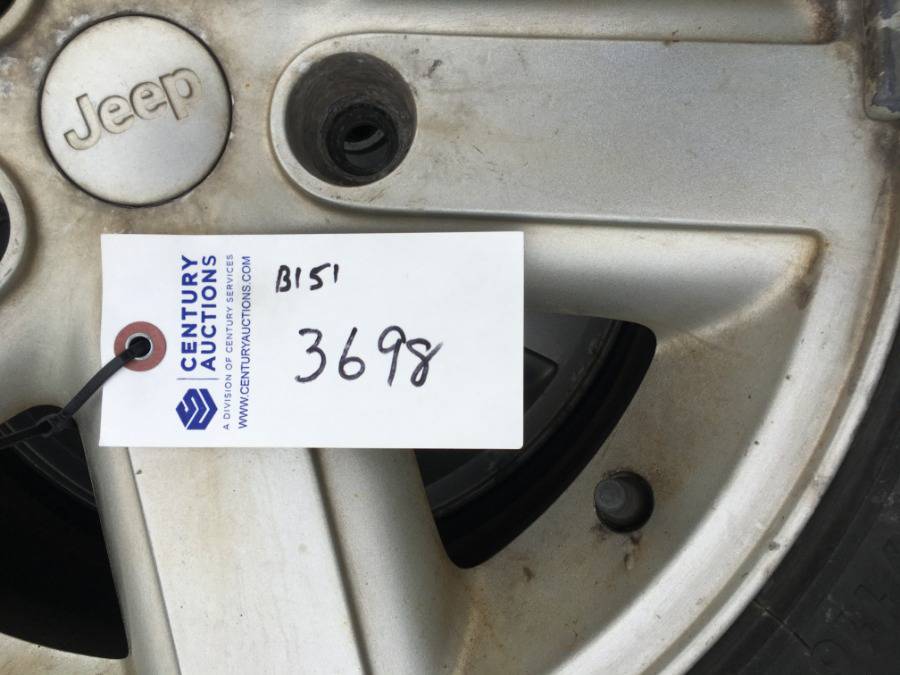 Jeep
B151
3698
CENTURY
AUCTIONS
A DIVISION OF CENTURY SERVICES
WWW.CENTURYAUCTIONS.COM